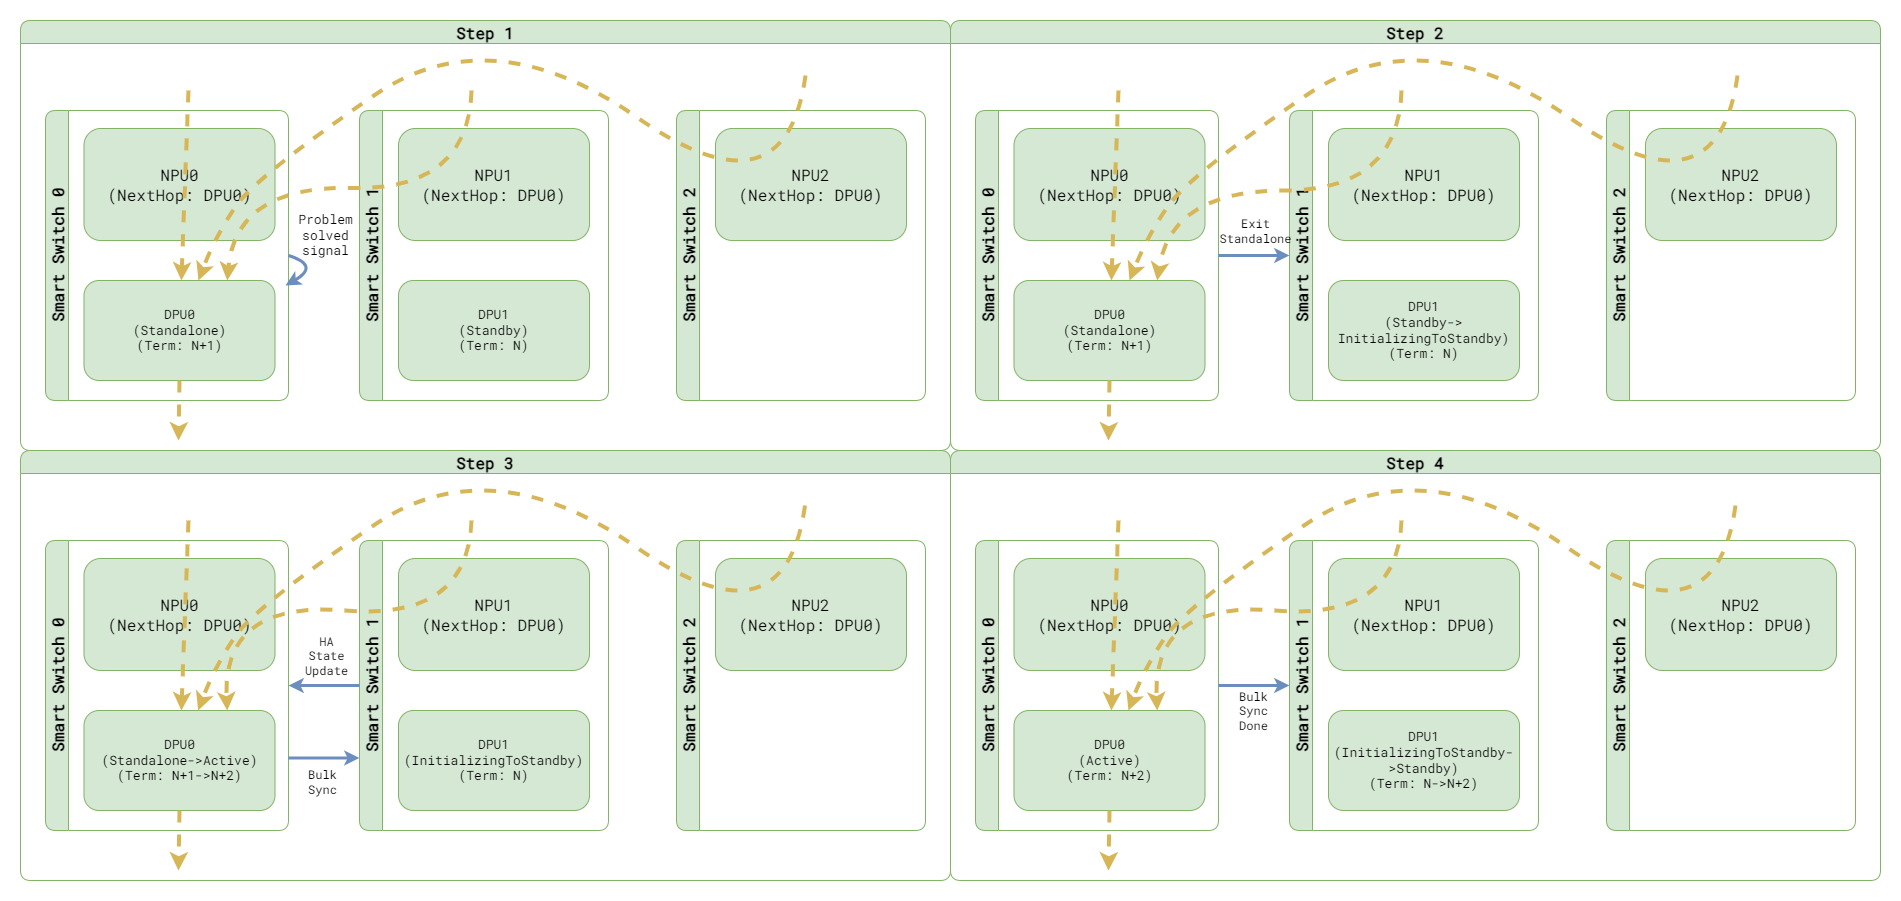 Step 1
Smart Switch 0
NPU0
(NextHop: DPU0)
DPU0
(Standalone)
(Term: N+1)
Problem
solved
signal
Smart Switch 1
NPU1
(NextHop: DPU0)
DPU1
(Standby)
(Term: N)
Smart Switch 2
NPU2
(NextHop: DPU0)
Step 2
Smart Switch 0
NPU0
(NextHop: DPU0)
DPU0
(Standalone)
(Term: N+1)
Exit
Standalone
Smart Switch 1
NPU1
(NextHop: DPU0)
DPU1
(Standby->
InitializingToStandby)
(Term: N)
Smart Switch 2
NPU2
(NextHop: DPU0)
Step 3
Smart Switch 0
NPU0
(NextHop: DPU0)
DPU0
(Standalone->Active)
(Term: N+1->N+2)
HA
State
Update
Bulk
Sync
Smart Switch 1
NPU1
(NextHop: DPU0)
DPU1
(InitializingToStandby)
(Term: N)
Smart Switch 2
NPU2
(NextHop: DPU0)
Step 4
Smart Switch 0
NPU0
(NextHop: DPU0)
DPU0
(Active)
(Term: N+2)
Bulk
Sync
Done
Smart Switch 1
NPU1
(NextHop: DPU0)
DPU1
(InitializingToStandby-
>Standby)
(Term: N->N+2)
Smart Switch 2
NPU2
(NextHop: DPU0)